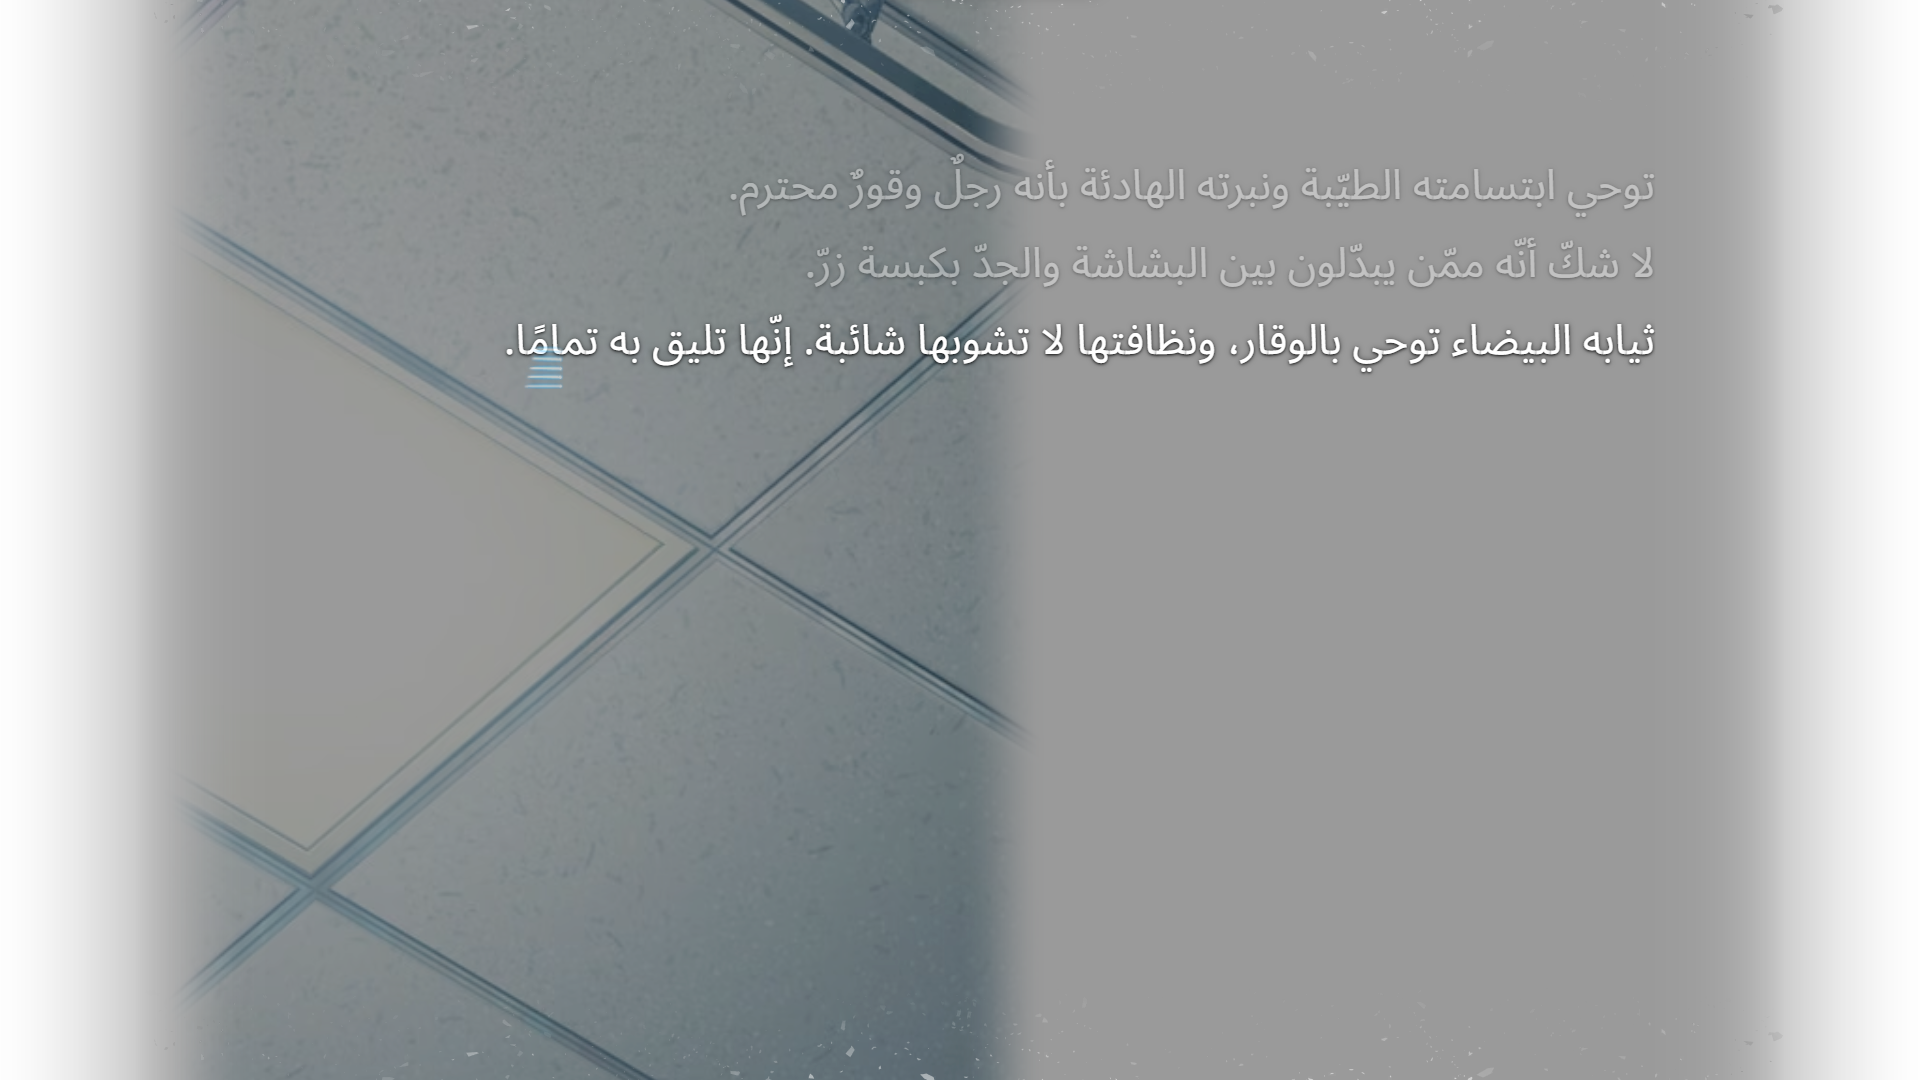 توحي ابتسامته الطيّبة ونبرته الهادئة بأنه رجلٌ وقورٌ محترم.
لا شكّ أنّه ممّن يبدّلون بين البشاشة والجدّ بكبسة زرّ.
ثيابه البيضاء توحي بالوقار، ونظافتها لا تشوبها شائبة. إنّها تليق به تمامًا.